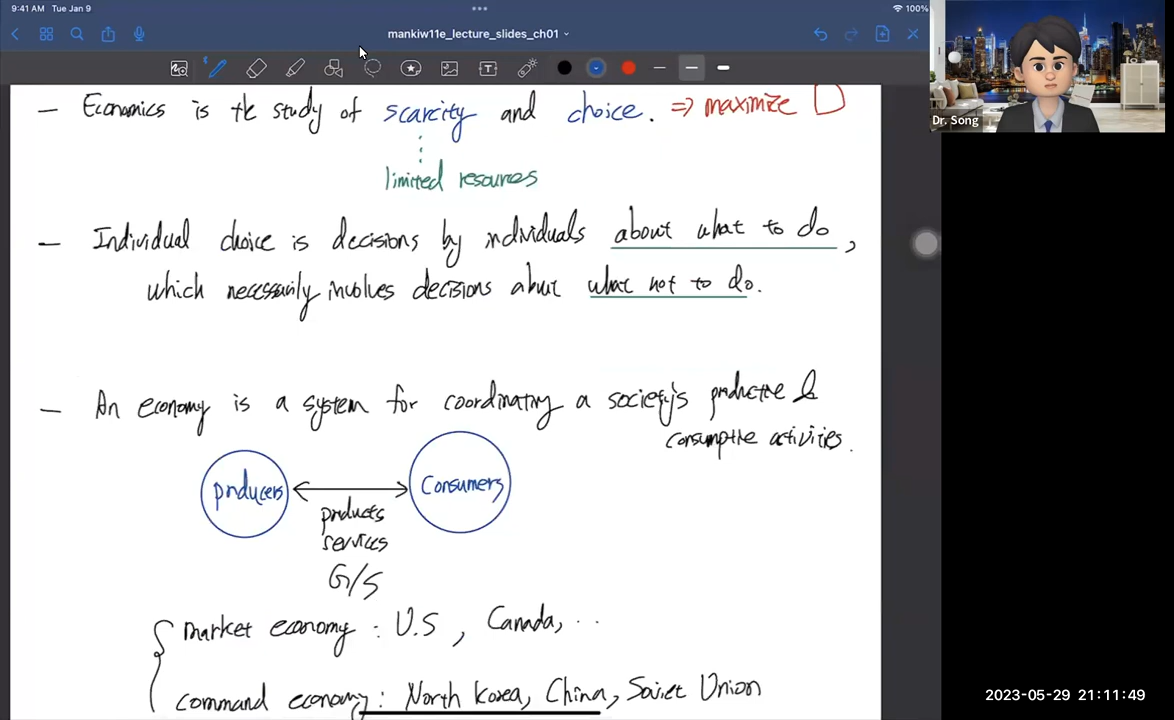 9:41 AM Tue Jan 9
100%
mankiw11e_lecture_slides_ch01
Dr. Song
— Economics is the study of scarcity and choice. ⇒ maximize
limited resources
— Individual choice is decisions by individuals about what to do,
which necessarily involves decisions about what not to do.
— An economy is a system for coordinating a society's productive &
consumptive activities.
producers
Consumers
products
services
G/S
market economy : U.S, Canada, ...
command economy : North Korea, China, Soviet Union
2023-05-29 21:11:49